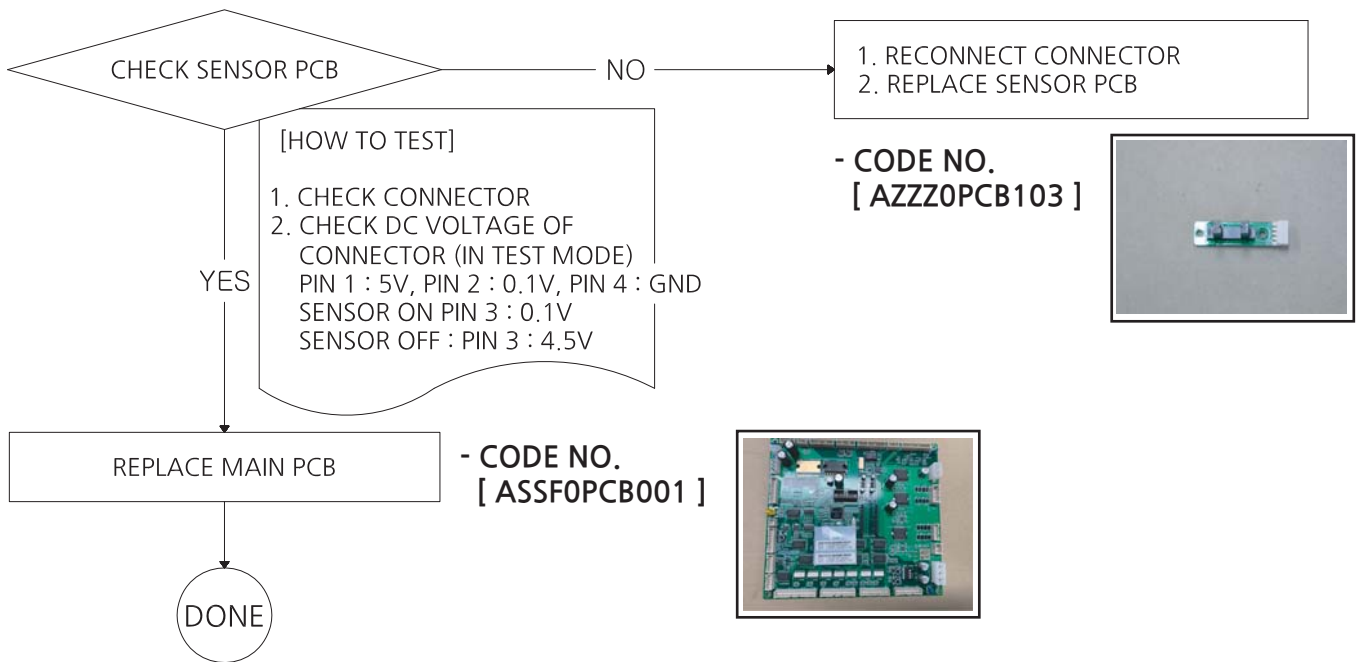 CHECK SENSOR PCB
NO
1. RECONNECT CONNECTOR
2. REPLACE SENSOR PCB
- CODE NO.
[ AZZZ0PCB103 ]
[HOW TO TEST]
1. CHECK CONNECTOR
2. CHECK DC VOLTAGE OF
CONNECTOR (IN TEST MODE)
PIN 1 : 5V, PIN 2 : 0.1V, PIN 4 : GND
SENSOR ON PIN 3 : 0.1V
SENSOR OFF : PIN 3 : 4.5V
YES
REPLACE MAIN PCB
- CODE NO.
[ ASSF0PCB001 ]
DONE